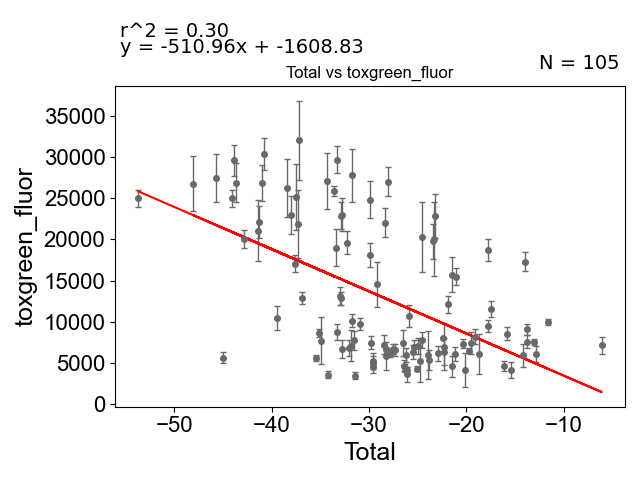 r^2 = 0.30
y = -510.96x + -1608.83
N = 105
Total vs toxgreen_fluor
35000
30000
25000
20000
15000
10000
5000
0
toxgreen_fluor
−50 −40 −30 −20 −10
Total